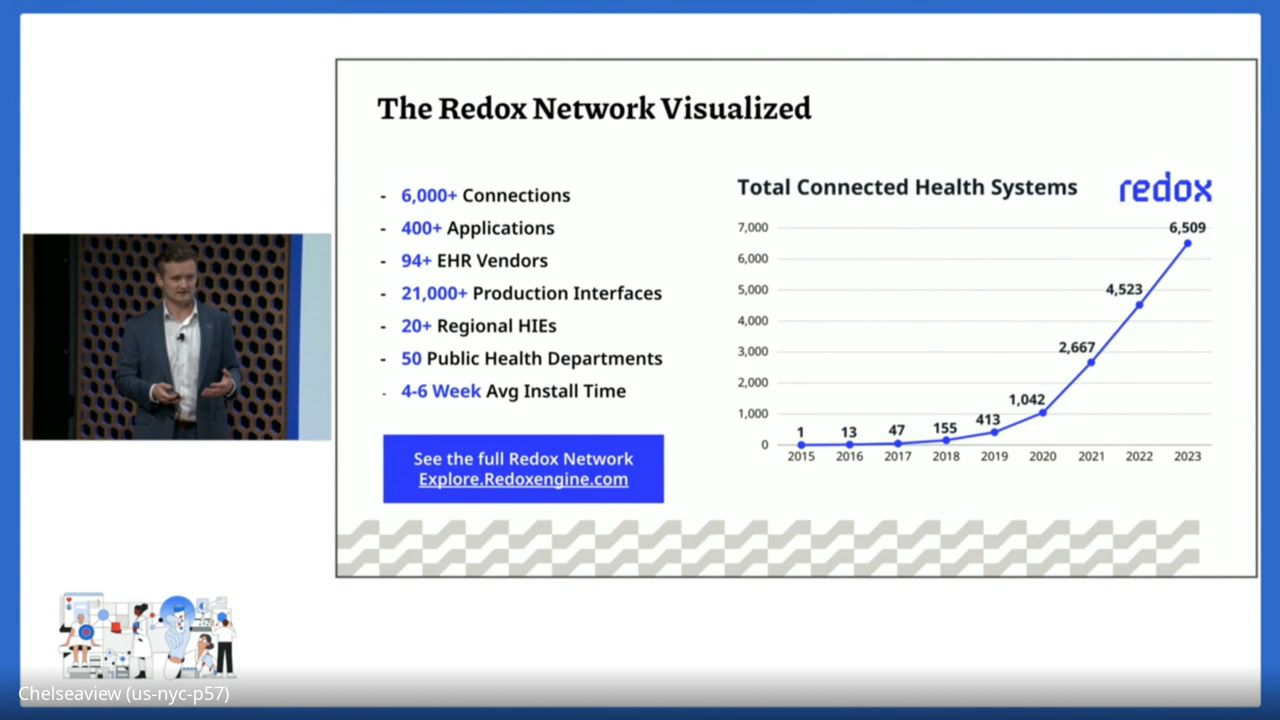 The Redox Network Visualized
- 6,000+ Connections
- 400+ Applications
- 94+ EHR Vendors
- 21,000+ Production Interfaces
- 20+ Regional HIEs
- 50 Public Health Departments
- 4-6 Week Avg Install Time
See the full Redox Network
Explore.Redoxengine.com
Total Connected Health Systems
redox
7,000
6,000
5,000
4,000
3,000
2,000
1,000
0
1
13
47
155
413
1,042
2,667
4,523
6,509
2015 2016 2017 2018 2019 2020 2021 2022 2023
Chelseaview (us-nyc-p57)